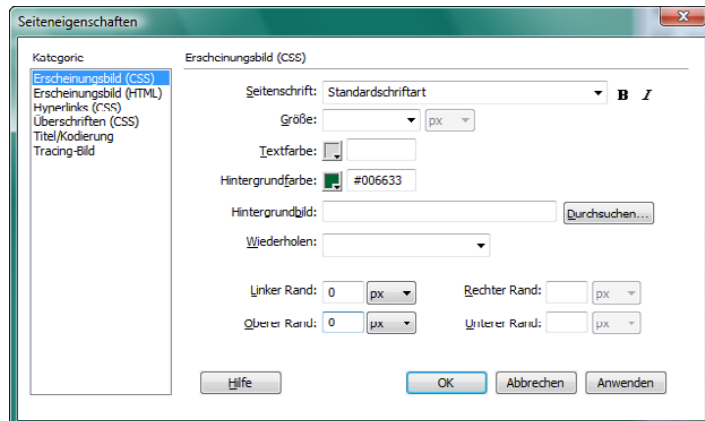 Seiteneigenschaften
Kategorie
Erscheinungsbild (CSS)
Erscheinungsbild (CSS)
Erscheinungsbild (HTML)
Hyperlinks (CSS)
Überschriften (CSS)
Titel/Kodierung
Tracing-Bild
Seitenschrift: Standardschriftart B I
Größe: px
Textfarbe:
Hintergrundfarbe: #006633
Hintergrundbild: Durchsuchen...
Wiederholen:
Linker Rand: 0 px Rechter Rand: px
Oberer Rand: 0 px Unterer Rand: px
Hilfe OK Abbrechen Anwenden